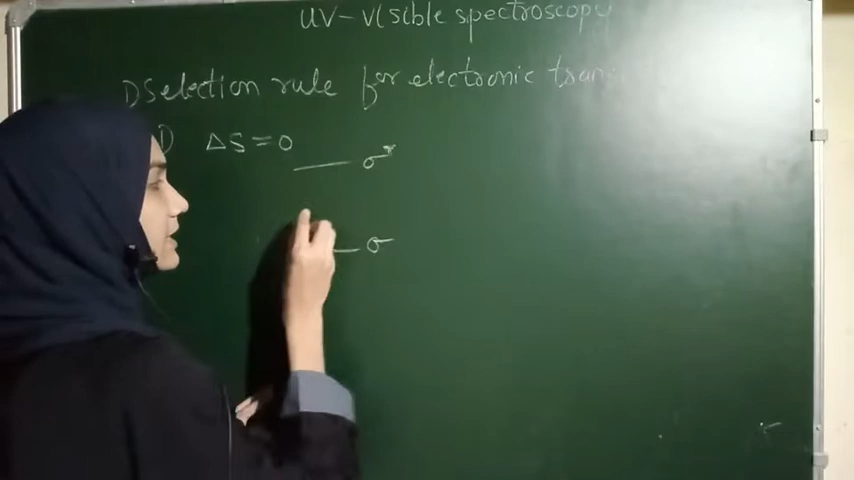 UV-Visible spectroscopy
Selection rule for electronic
ΔS=0
σ*
σ